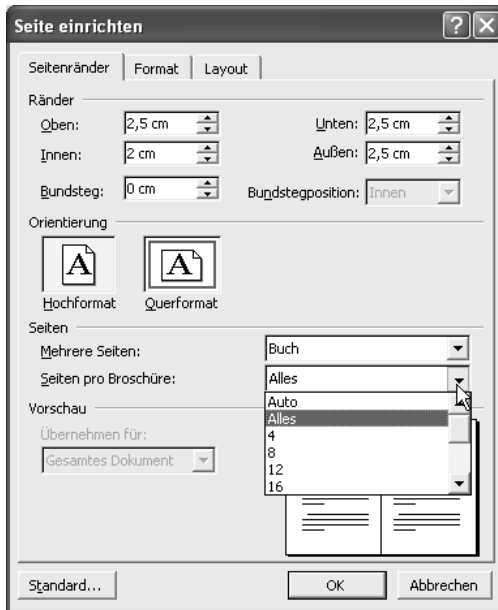 Seite einrichten
Seitenränder Format Layout
Ränder
Oben: 2,5 cm Unten: 2,5 cm
Innen: 2 cm Außen: 2,5 cm
Bundsteg: 0 cm Bundstegposition: Innen
Orientierung
A A
Hochformat Querformat
Seiten
Mehrere Seiten: Buch
Seiten pro Broschüre: Alles
Auto
Vorschau Alles
Übernehmen für: 4
8
Gesamtes Dokument 12
16
Standard... OK Abbrechen